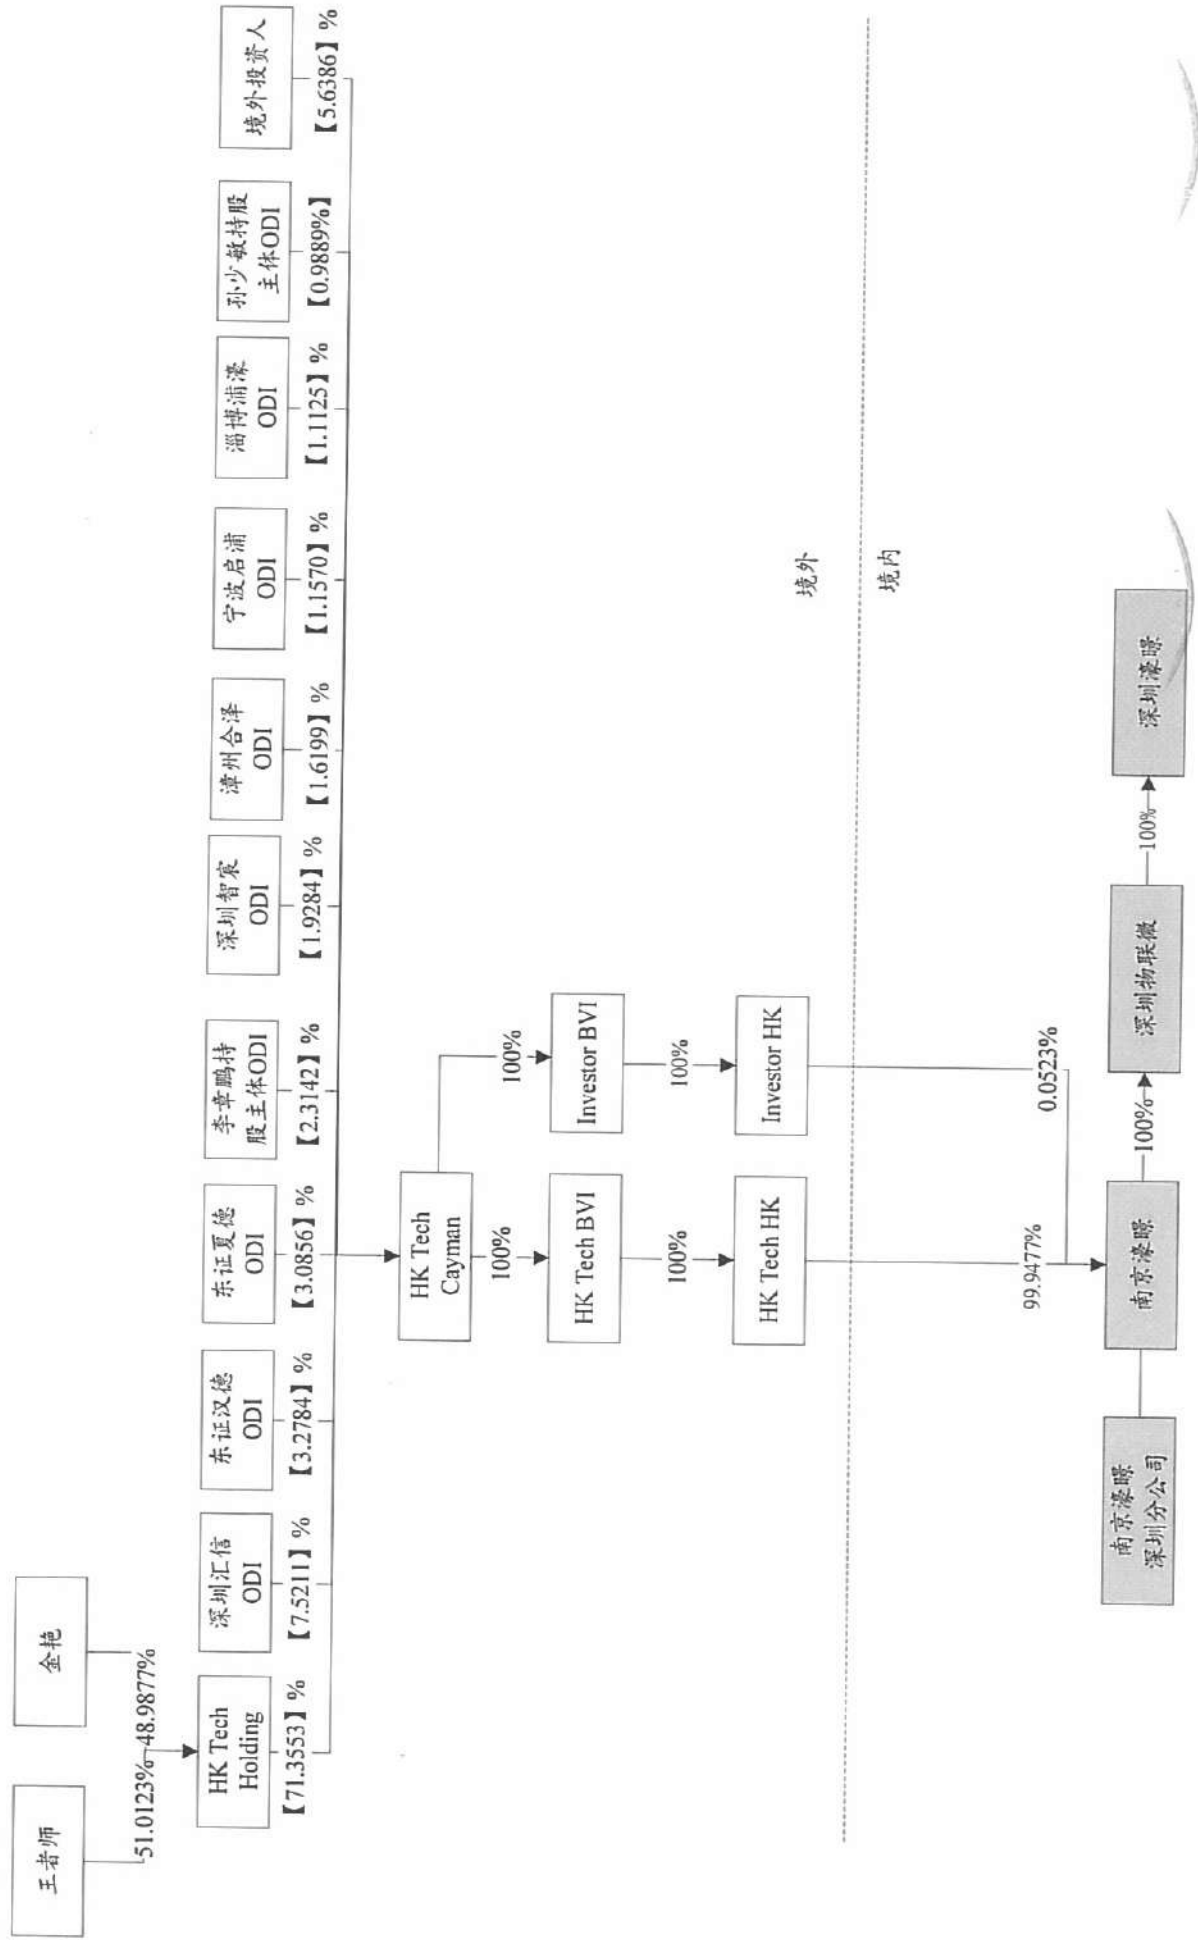 王者师
金艳
51.0123%
48.9877%
HK Tech
Holding
深圳汇信
ODI
东证汉德
ODI
东证夏德
ODI
李章鹏持
股主体ODI
深圳智宸
ODI
漳州合泽
ODI
宁波启浦
ODI
淄博浦濠
ODI
孙少敏持股
主体ODI
境外投资人
【71.3553】%
【7.5211】%
【3.2784】%
【3.0856】%
【2.3142】%
【1.9284】%
【1.6199】%
【1.1570】%
【1.1125】%
【0.9889%】
【5.6386】%
HK Tech
Cayman
100%
100%
HK Tech BVI
Investor BVI
100%
100%
HK Tech HK
Investor HK
境外
境内
99.9477%
0.0523%
南京濠暻
深圳分公司
南京濠暻
100%
深圳物联微
100%
深圳濠暻